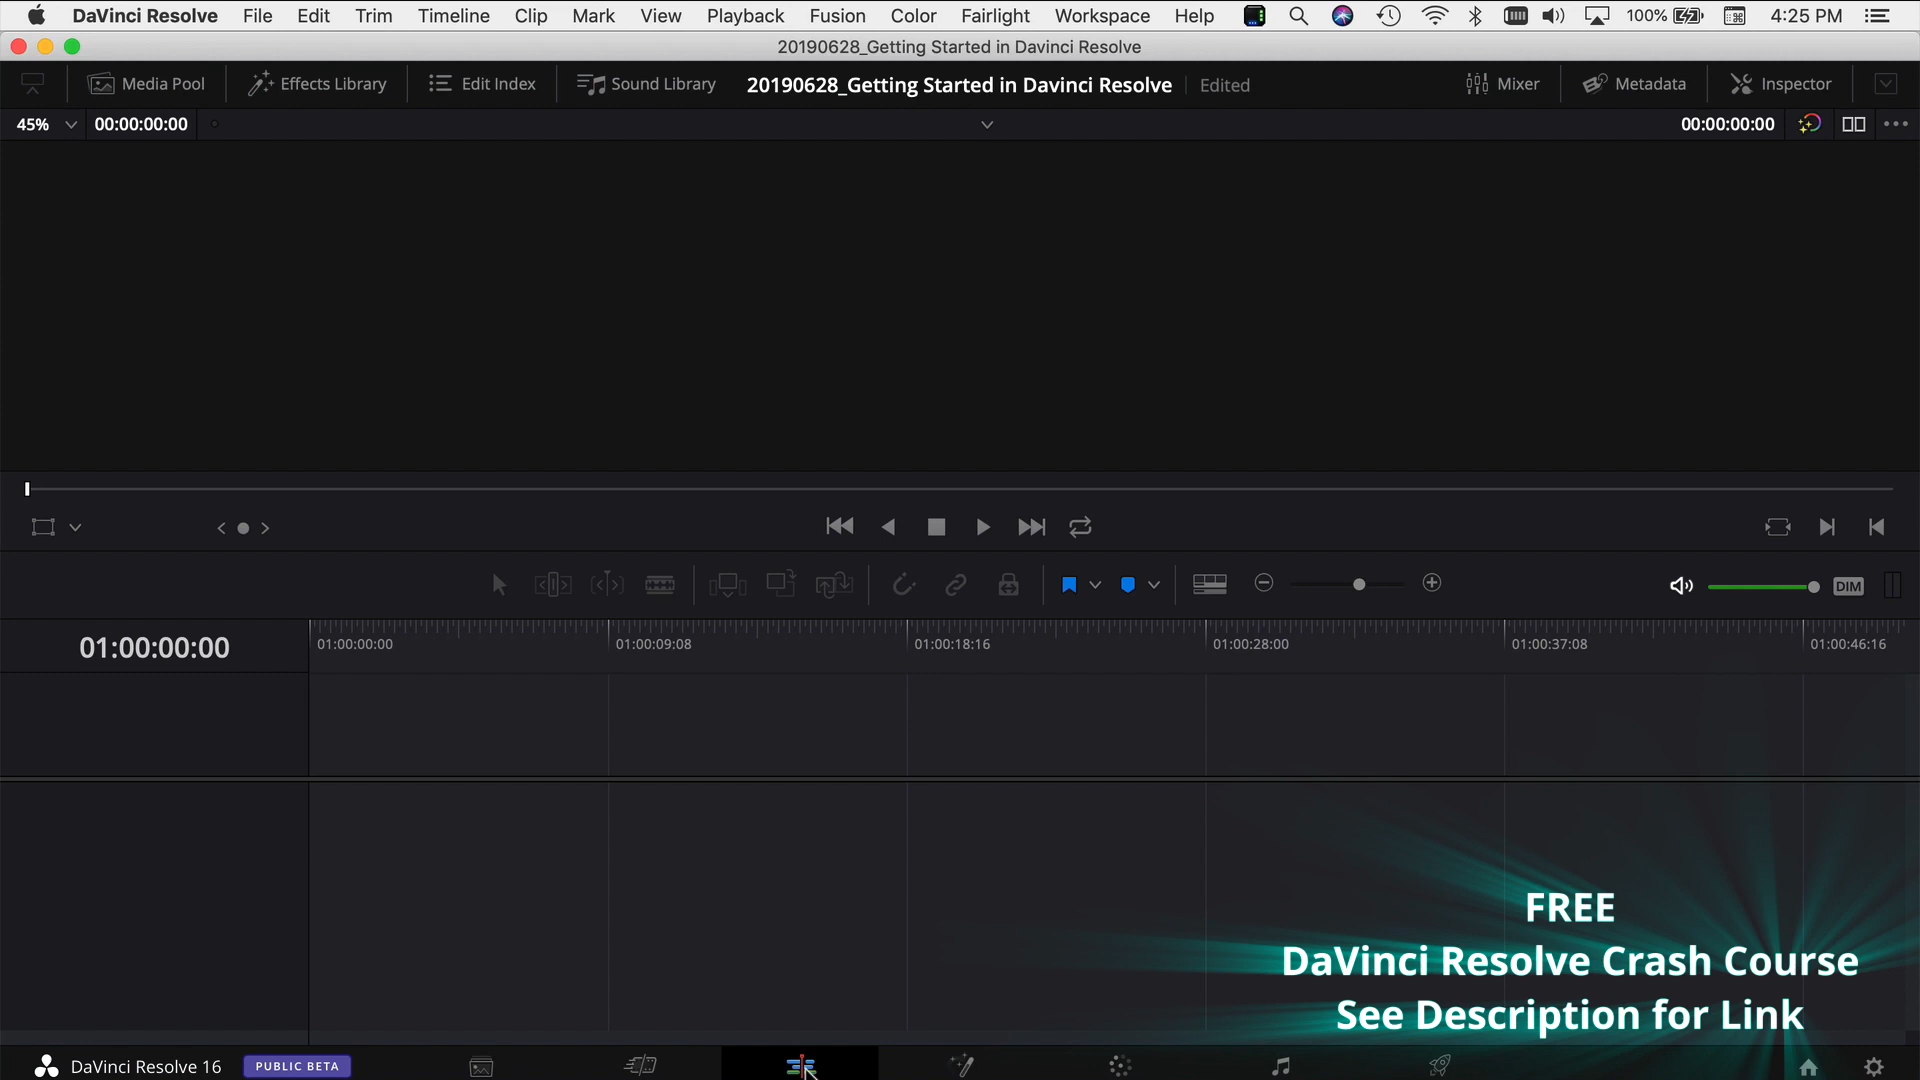 DaVinci Resolve File Edit Trim Timeline Clip Mark View Playback Fusion Color Fairlight Workspace Help 100% 4:25 PM
20190628_Getting Started in Davinci Resolve
Media Pool Effects Library Edit Index Sound Library 20190628_Getting Started in Davinci Resolve Edited Mixer Metadata Inspector
45% 00:00:00:00 00:00:00:00
DIM
01:00:00:00 01:00:00:00 01:00:09:08 01:00:18:16 01:00:28:00 01:00:37:08 01:00:46:16
FREE
DaVinci Resolve Crash Course
See Description for Link
DaVinci Resolve 16 PUBLIC BETA